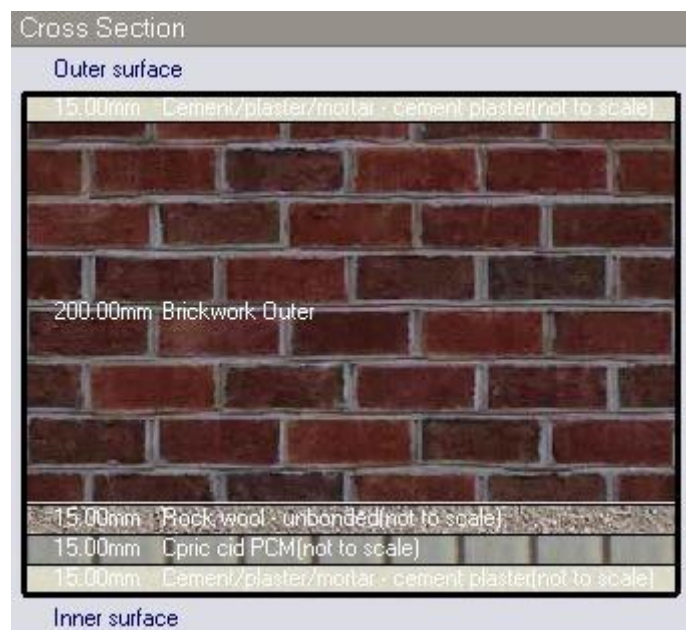 Cross Section
Outer surface
15.00mm Cement/plaster/mortar - cement plaster(not to scale)
200.00mm Brickwork Outer
15.00mm Rock wool - unbonded(not to scale)
15.00mm Cpric cid PCM(not to scale)
15.00mm Cement/plaster/mortar - cement plaster(not to scale)
Inner surface